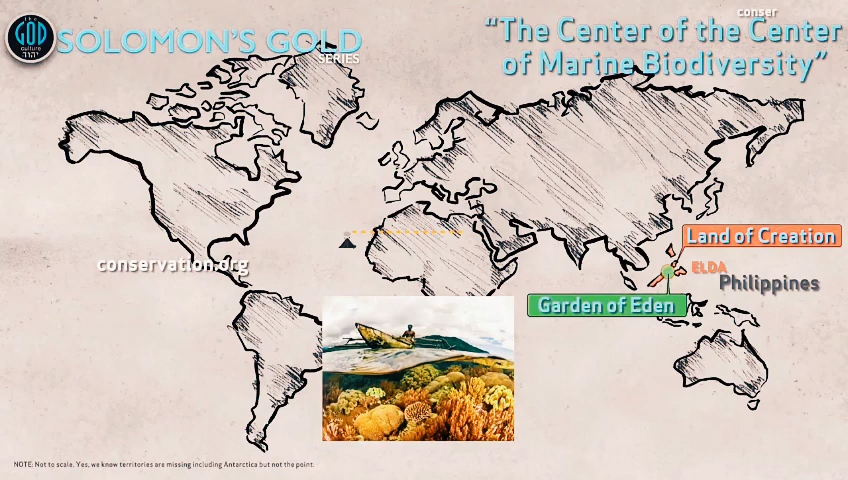 the
GOD
culture
יהוה
SOLOMON'S GOLD
SERIES
conser
"The Center of the Center
of Marine Biodiversity"
Land of Creation
ELDA
Philippines
conservation.org
Garden of Eden
NOTE: Not to scale. Yes, we know territories are missing including Antarctica but not the point.